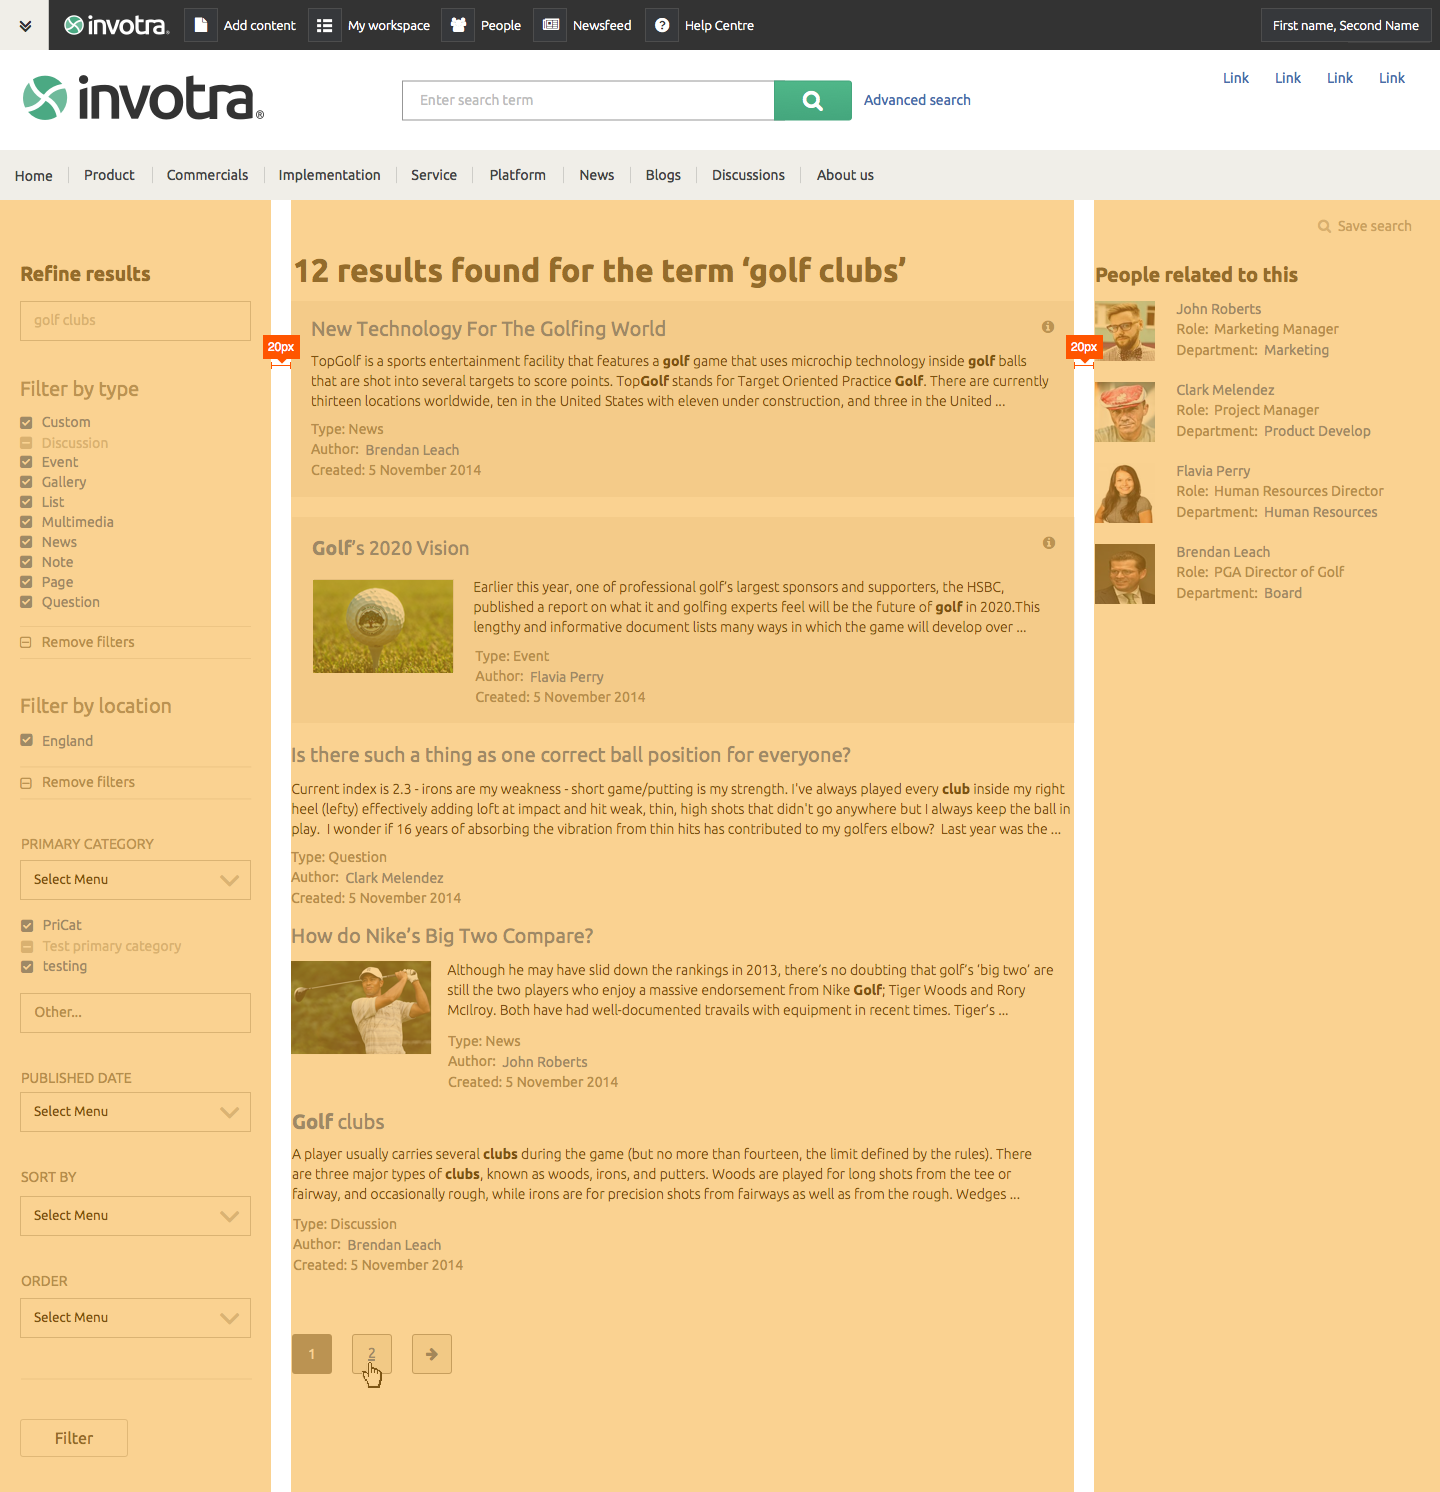 invotra.
Add content
My workspace
People
Newsfeed
Help Centre
First name, Second Name
invotra®
Enter search term
Advanced search
Link
Link
Link
Link
Home
Product
Commercials
Implementation
Service
Platform
News
Blogs
Discussions
About us
Save search
Refine results
golf clubs
Filter by type
Custom
Discussion
Event
Gallery
List
Multimedia
News
Note
Page
Question
Remove filters
Filter by location
England
Remove filters
PRIMARY CATEGORY
Select Menu
PriCat
Test primary category
testing
Other...
PUBLISHED DATE
Select Menu
SORT BY
Select Menu
ORDER
Select Menu
Filter
20px
12 results found for the term ‘golf clubs’
New Technology For The Golfing World
TopGolf is a sports entertainment facility that features a golf game that uses microchip technology inside golf balls
that are shot into several targets to score points. TopGolf stands for Target Oriented Practice Golf. There are currently
thirteen locations worldwide, ten in the United States with eleven under construction, and three in the United ...
Type: News
Author: Brendan Leach
Created: 5 November 2014
Golf’s 2020 Vision
Earlier this year, one of professional golf’s largest sponsors and supporters, the HSBC,
published a report on what it and golfing experts feel will be the future of golf in 2020.This
lengthy and informative document lists many ways in which the game will develop over ...
Type: Event
Author: Flavia Perry
Created: 5 November 2014
Is there such a thing as one correct ball position for everyone?
Current index is 2.3 - irons are my weakness - short game/putting is my strength. I've always played every club inside my right
heel (lefty) effectively adding loft at impact and hit weak, thin, high shots that didn't go anywhere but I always keep the ball in
play. I wonder if 16 years of absorbing the vibration from thin hits has contributed to my golfers elbow? Last year was the ...
Type: Question
Author: Clark Melendez
Created: 5 November 2014
How do Nike’s Big Two Compare?
Although he may have slid down the rankings in 2013, there’s no doubting that golf’s ‘big two’ are
still the two players who enjoy a massive endorsement from Nike Golf; Tiger Woods and Rory
McIlroy. Both have had well-documented travails with equipment in recent times. Tiger’s ...
Type: News
Author: John Roberts
Created: 5 November 2014
Golf clubs
A player usually carries several clubs during the game (but no more than fourteen, the limit defined by the rules). There
are three major types of clubs, known as woods, irons, and putters. Woods are played for long shots from the tee or
fairway, and occasionally rough, while irons are for precision shots from fairways as well as from the rough. Wedges ...
Type: Discussion
Author: Brendan Leach
Created: 5 November 2014
1
2
20px
People related to this
John Roberts
Role: Marketing Manager
Department: Marketing
Clark Melendez
Role: Project Manager
Department: Product Develop
Flavia Perry
Role: Human Resources Director
Department: Human Resources
Brendan Leach
Role: PGA Director of Golf
Department: Board